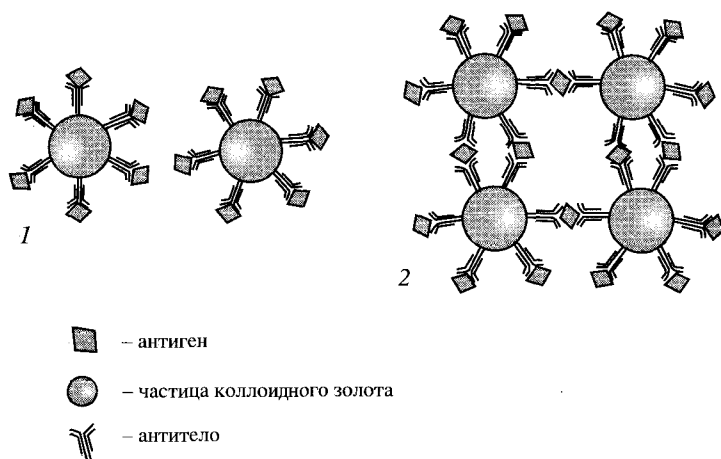 1
2
– антиген
– частица коллоидного золота
– антитело